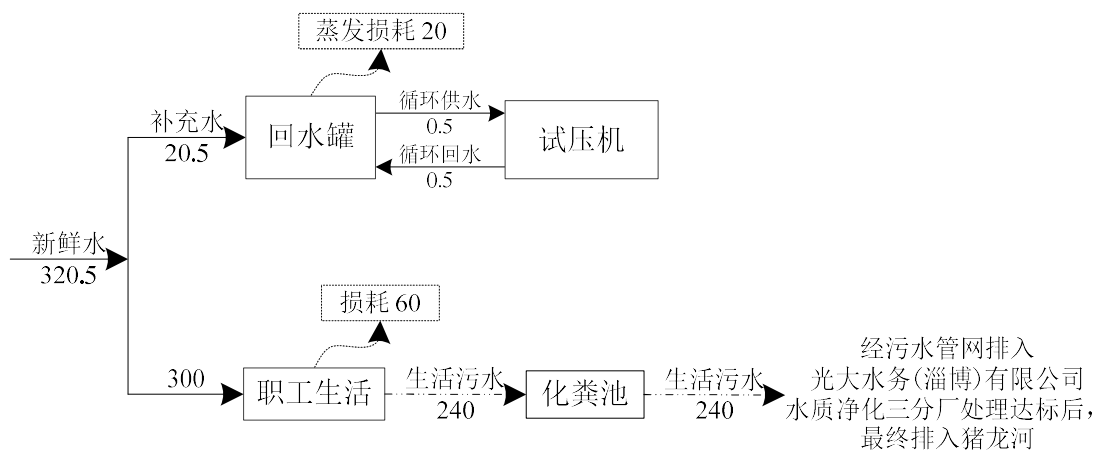 蒸发损耗 20
补充水
20.5
回水罐
循环供水
0.5
循环回水
0.5
试压机
新鲜水
320.5
损耗 60
300
职工生活
生活污水
240
化粪池
生活污水
240
经污水管网排入
光大水务(淄博)有限公司
水质净化三分厂处理达标后，
最终排入猪龙河